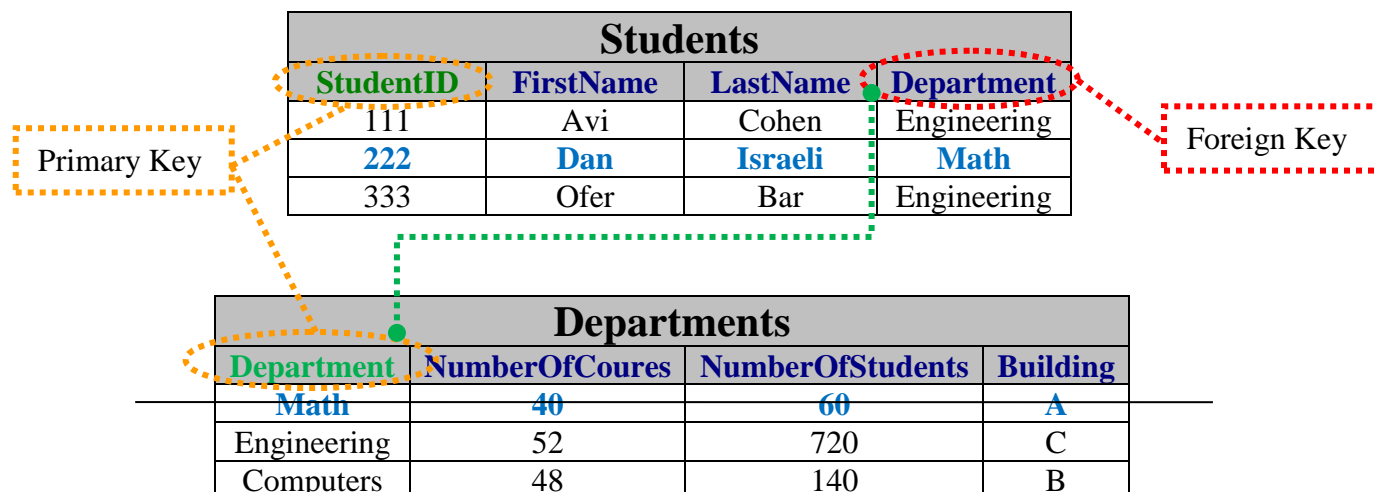 Students
StudentID FirstName LastName Department
111 Avi Cohen Engineering
Primary Key
222 Dan Israeli Math
Foreign Key
333 Ofer Bar Engineering
Departments
Department NumberOfCoures NumberOfStudents Building
Math 40 60 A
Engineering 52 720 C
Computers 48 140 B